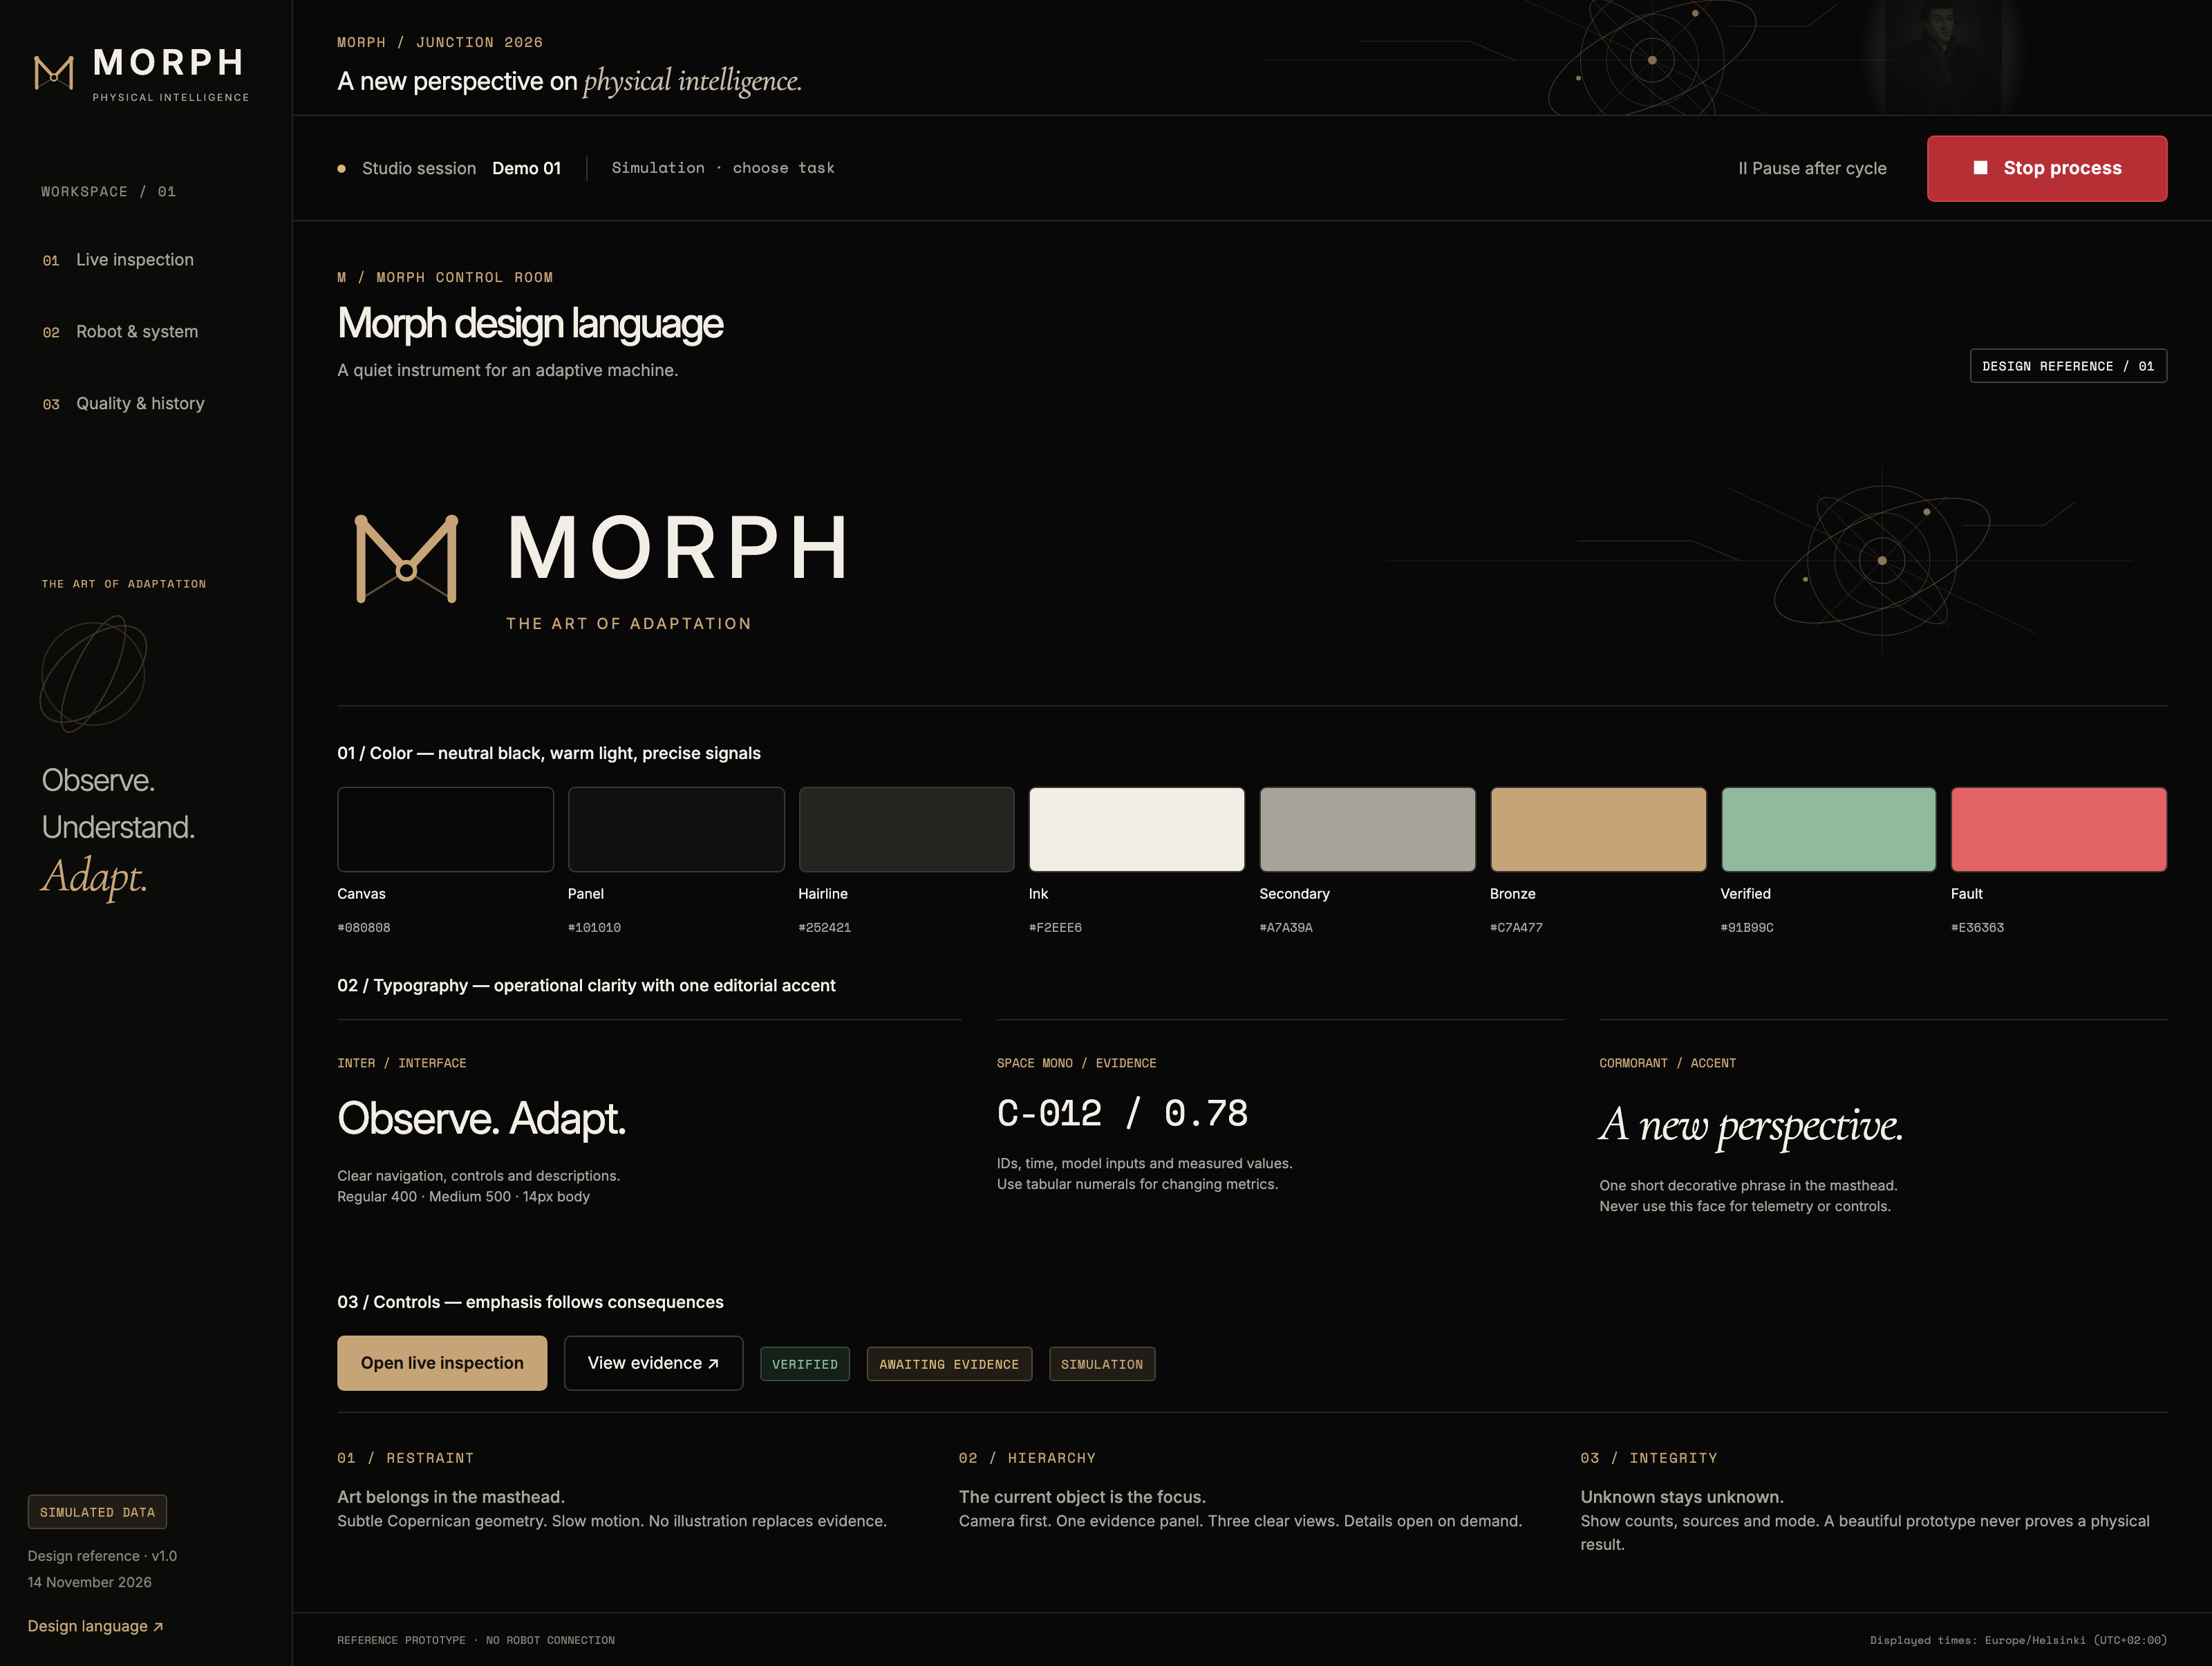 MORPH
PHYSICAL INTELLIGENCE
WORKSPACE / 01
01 Live inspection
02 Robot & system
03 Quality & history
THE ART OF ADAPTATION
Observe.
Understand.
Adapt.
SIMULATED DATA
Design reference · v1.0
14 November 2026
Design language ↗
MORPH / JUNCTION 2026
A new perspective on physical intelligence.
Studio session Demo 01 Simulation · choose task
II Pause after cycle
Stop process
M / MORPH CONTROL ROOM
Morph design language
A quiet instrument for an adaptive machine.
DESIGN REFERENCE / 01
MORPH
THE ART OF ADAPTATION
01 / Color — neutral black, warm light, precise signals
Canvas
#080808
Panel
#101010
Hairline
#252421
Ink
#F2EEE6
Secondary
#A7A39A
Bronze
#C7A477
Verified
#91B99C
Fault
#E36363
02 / Typography — operational clarity with one editorial accent
INTER / INTERFACE
Observe. Adapt.
Clear navigation, controls and descriptions.
Regular 400 · Medium 500 · 14px body
SPACE MONO / EVIDENCE
C-012 / 0.78
IDs, time, model inputs and measured values.
Use tabular numerals for changing metrics.
CORMORANT / ACCENT
A new perspective.
One short decorative phrase in the masthead.
Never use this face for telemetry or controls.
03 / Controls — emphasis follows consequences
Open live inspection
View evidence ↗
VERIFIED
AWAITING EVIDENCE
SIMULATION
01 / RESTRAINT
Art belongs in the masthead.
Subtle Copernican geometry. Slow motion. No illustration replaces evidence.
02 / HIERARCHY
The current object is the focus.
Camera first. One evidence panel. Three clear views. Details open on demand.
03 / INTEGRITY
Unknown stays unknown.
Show counts, sources and mode. A beautiful prototype never proves a physical
result.
REFERENCE PROTOTYPE · NO ROBOT CONNECTION
Displayed times: Europe/Helsinki (UTC+02:00)